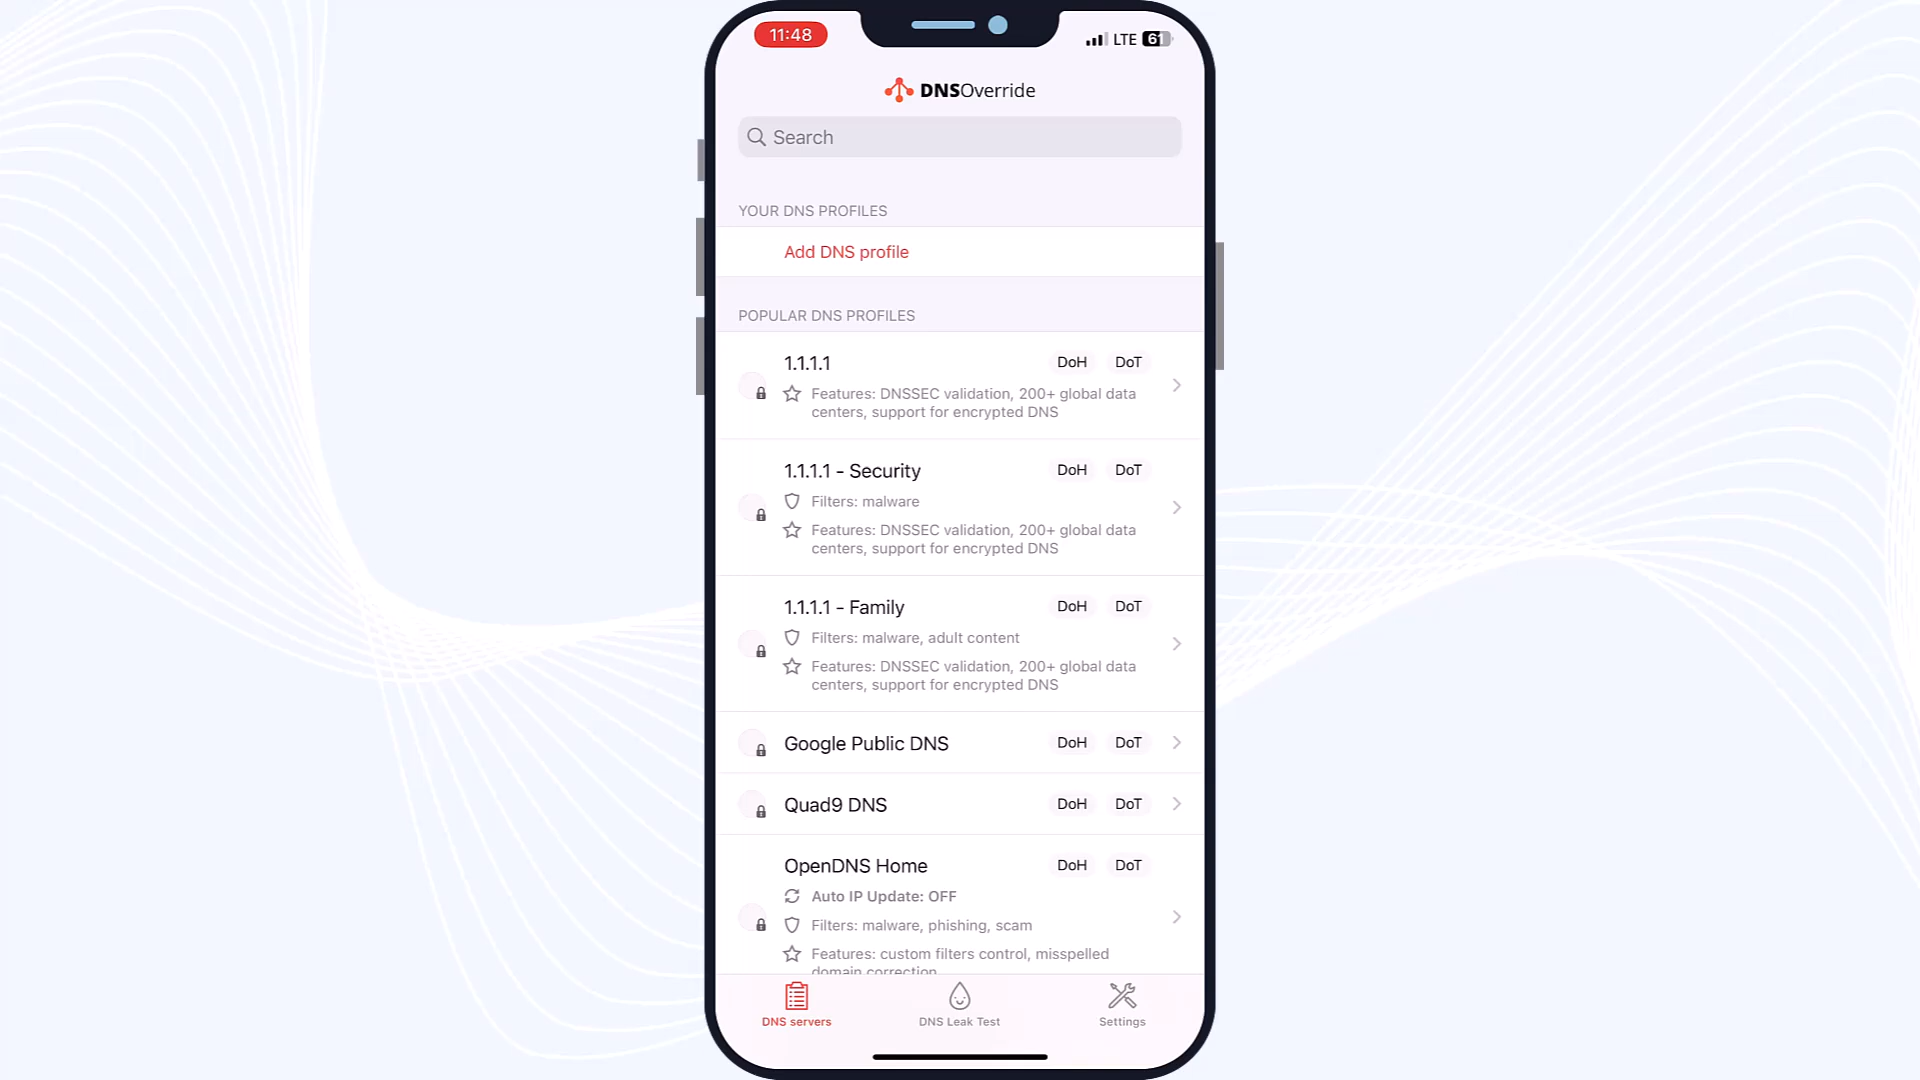 11:48
LTE 61
DNSOverride
Search
YOUR DNS PROFILES
Add DNS profile
POPULAR DNS PROFILES
1.1.1.1 DoH DoT
Features: DNSSEC validation, 200+ global data
centers, support for encrypted DNS
1.1.1.1 - Security DoH DoT
Filters: malware
Features: DNSSEC validation, 200+ global data
centers, support for encrypted DNS
1.1.1.1 - Family DoH DoT
Filters: malware, adult content
Features: DNSSEC validation, 200+ global data
centers, support for encrypted DNS
Google Public DNS DoH DoT
Quad9 DNS DoH DoT
OpenDNS Home DoH DoT
Auto IP Update: OFF
Filters: malware, phishing, scam
Features: custom filters control, misspelled
domain correction
DNS servers
DNS Leak Test
Settings